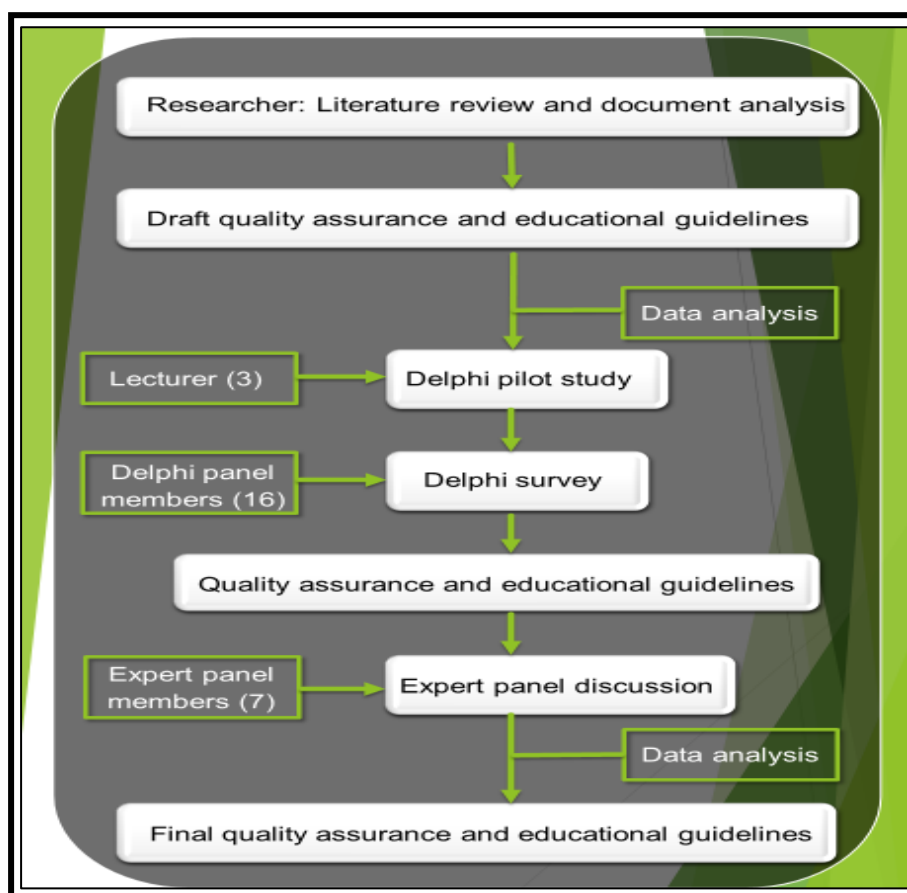 Researcher: Literature review and document analysis
Draft quality assurance and educational guidelines
Data analysis
Lecturer (3)
Delphi pilot study
Delphi panel
members (16)
Delphi survey
Quality assurance and educational guidelines
Expert panel
members (7)
Expert panel discussion
Data analysis
Final quality assurance and educational guidelines